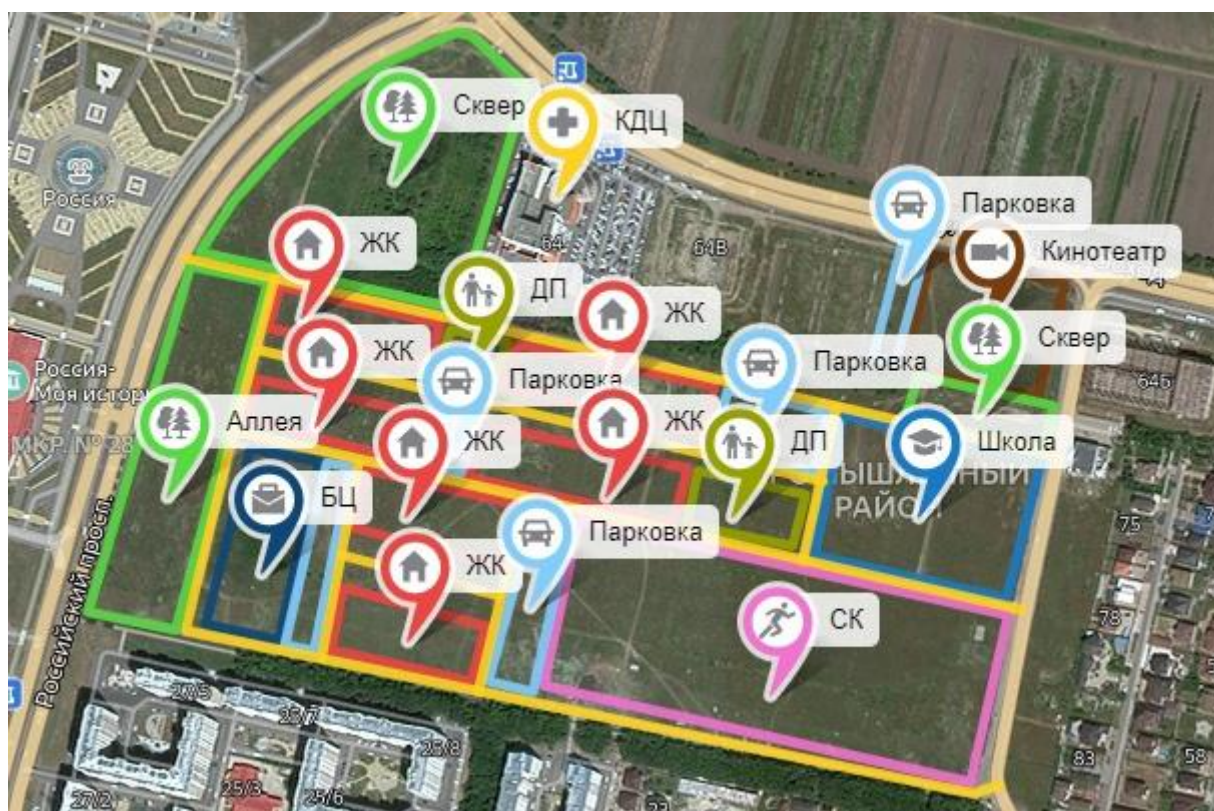 Сквер
КДЦ
Россия
64
64В
Парковка
Кинотеатр
ЖК
ДП
ЖК
Сквер
ЖК
Парковка
Парковка
64Б
Россия-
Аллея
ЖК
ЖК
ДП
Школа
МКР. № 28
РАЙОН
БЦ
Парковка
75
ЖК
Российский просп.
СК
78
27/5
25/7
25/8
83
58
27/2
25/3
25/6
23